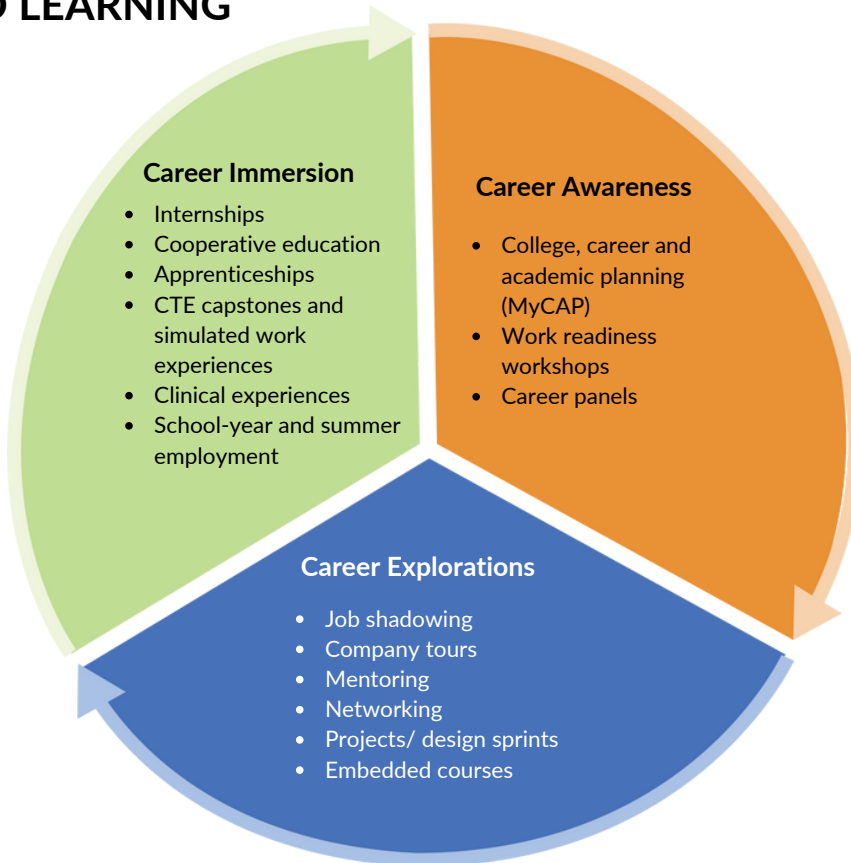 LEARNING
Career Immersion
• Internships
• Cooperative education
• Apprenticeships
• CTE capstones and
simulated work
experiences
• Clinical experiences
• School-year and summer
employment
Career Awareness
• College, career and
academic planning
(MyCAP)
• Work readiness
workshops
• Career panels
Career Explorations
• Job shadowing
• Company tours
• Mentoring
• Networking
• Projects/ design sprints
• Embedded courses